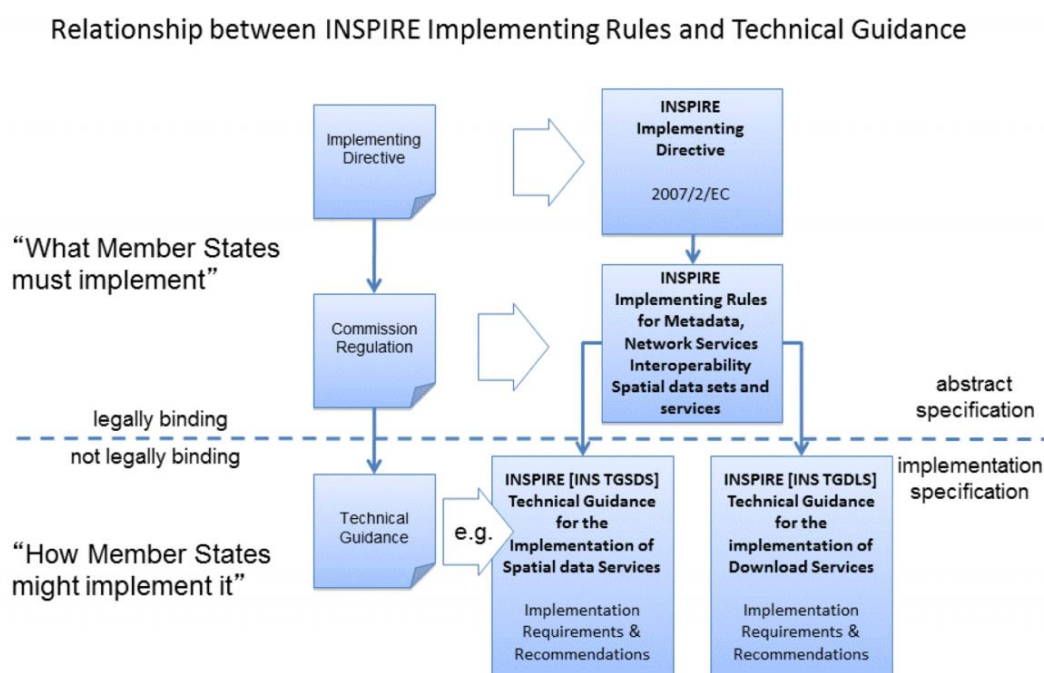 Relationship between INSPIRE Implementing Rules and Technical Guidance
Implementing
Directive
INSPIRE
Implementing
Directive
2007/2/EC
“What Member States
must implement”
Commission
Regulation
INSPIRE
Implementing Rules
for Metadata,
Network Services
Interoperability
Spatial data sets and
services
abstract
specification
legally binding
not legally binding
implementation
specification
“How Member States
might implement it”
Technical
Guidance
e.g.
INSPIRE [INS TGSDS]
Technical Guidance
for the
Implementation of
Spatial data Services
Implementation
Requirements &
Recommendations
INSPIRE [INS TGDLS]
Technical Guidance
for the
implementation of
Download Services
Implementation
Requirements &
Recommendations